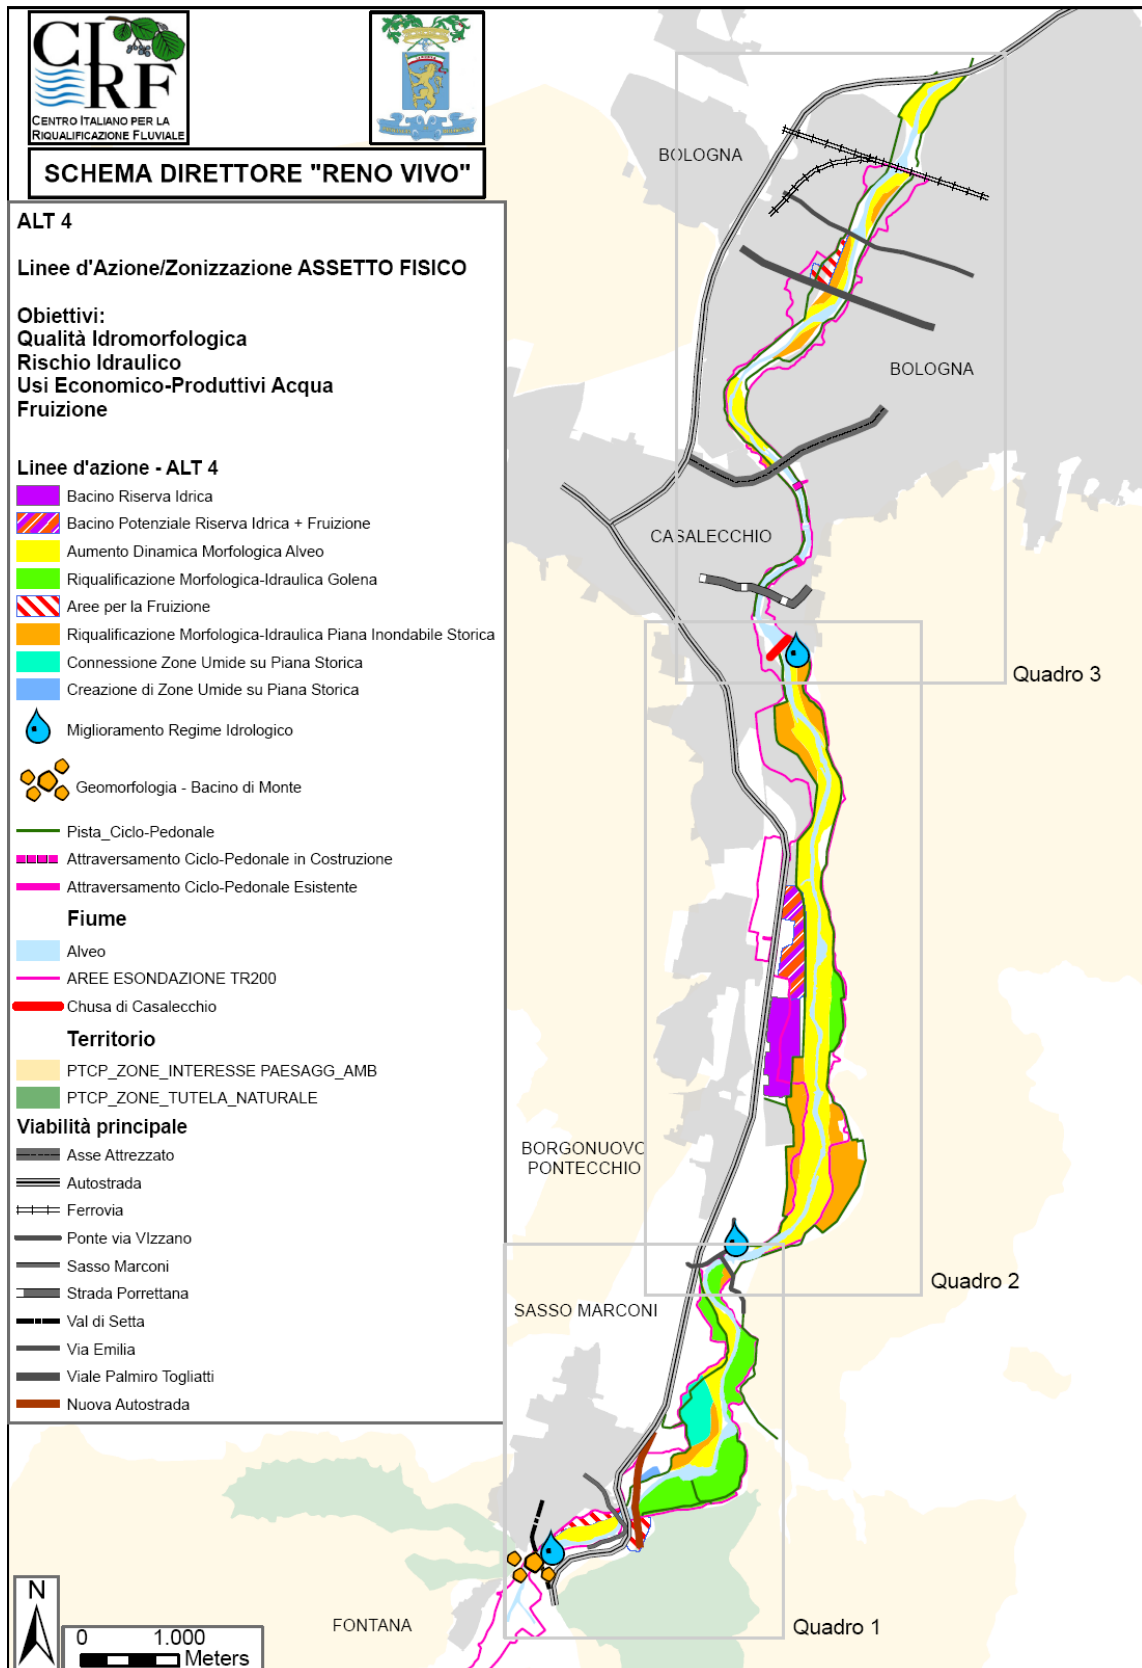 CIRF
CENTRO ITALIANO PER LA
RIQUALIFICAZIONE FLUVIALE
SCHEMA DIRETTORE "RENO VIVO"
ALT 4
Linee d'Azione/Zonizzazione ASSETTO FISICO
Obiettivi:
Qualità Idromorfologica
Rischio Idraulico
Usi Economico-Produttivi Acqua
Fruizione
Linee d'azione - ALT 4
Bacino Riserva Idrica
Bacino Potenziale Riserva Idrica + Fruizione
Aumento Dinamica Morfologica Alveo
Riqualificazione Morfologica-Idraulica Golena
Aree per la Fruizione
Riqualificazione Morfologica-Idraulica Piana Inondabile Storica
Connessione Zone Umide su Piana Storica
Creazione di Zone Umide su Piana Storica
Miglioramento Regime Idrologico
Geomorfologia - Bacino di Monte
Pista_Ciclo-Pedonale
Attraversamento Ciclo-Pedonale in Costruzione
Attraversamento Ciclo-Pedonale Esistente
Fiume
Alveo
AREE ESONDAZIONE TR200
Chusa di Casalecchio
Territorio
PTCP_ZONE_INTERESSE PAESAGG_AMB
PTCP_ZONE_TUTELA_NATURALE
Viabilità principale
Asse Attrezzato
Autostrada
Ferrovia
Ponte via VIzzano
Sasso Marconi
Strada Porrettana
Val di Setta
Via Emilia
Viale Palmiro Togliatti
Nuova Autostrada
BOLOGNA
BOLOGNA
CASALECCHIO
Quadro 3
BORGONUOVO
PONTECCHIO
Quadro 2
SASSO MARCONI
FONTANA
Quadro 1
N
0 1.000
Meters